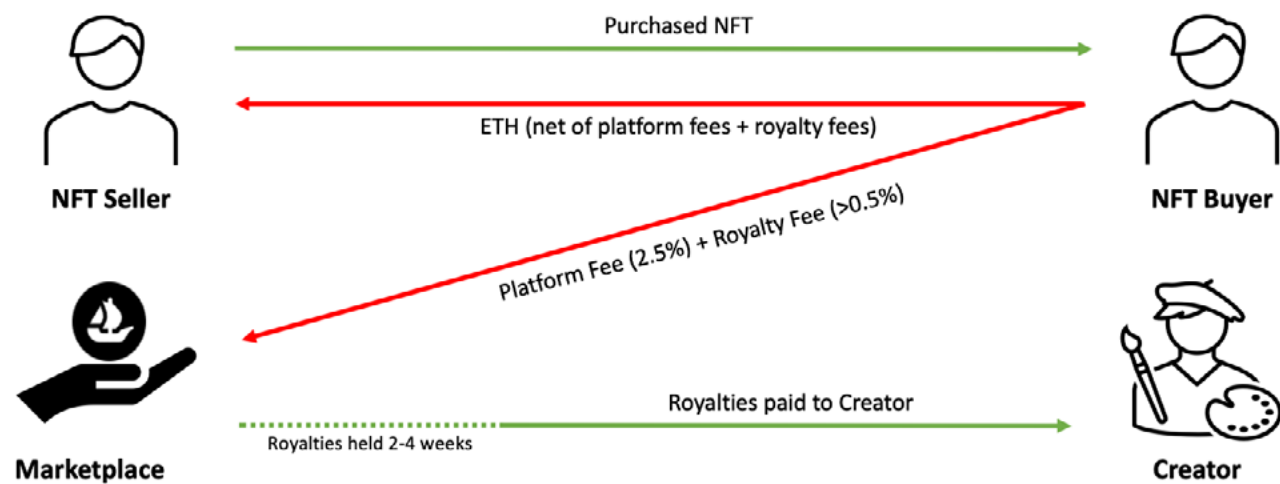 Purchased NFT
ETH (net of platform fees + royalty fees)
NFT Seller
NFT Buyer
Platform Fee (2.5%) + Royalty Fee (>0.5%)
Royalties paid to Creator
Royalties held 2-4 weeks
Marketplace
Creator